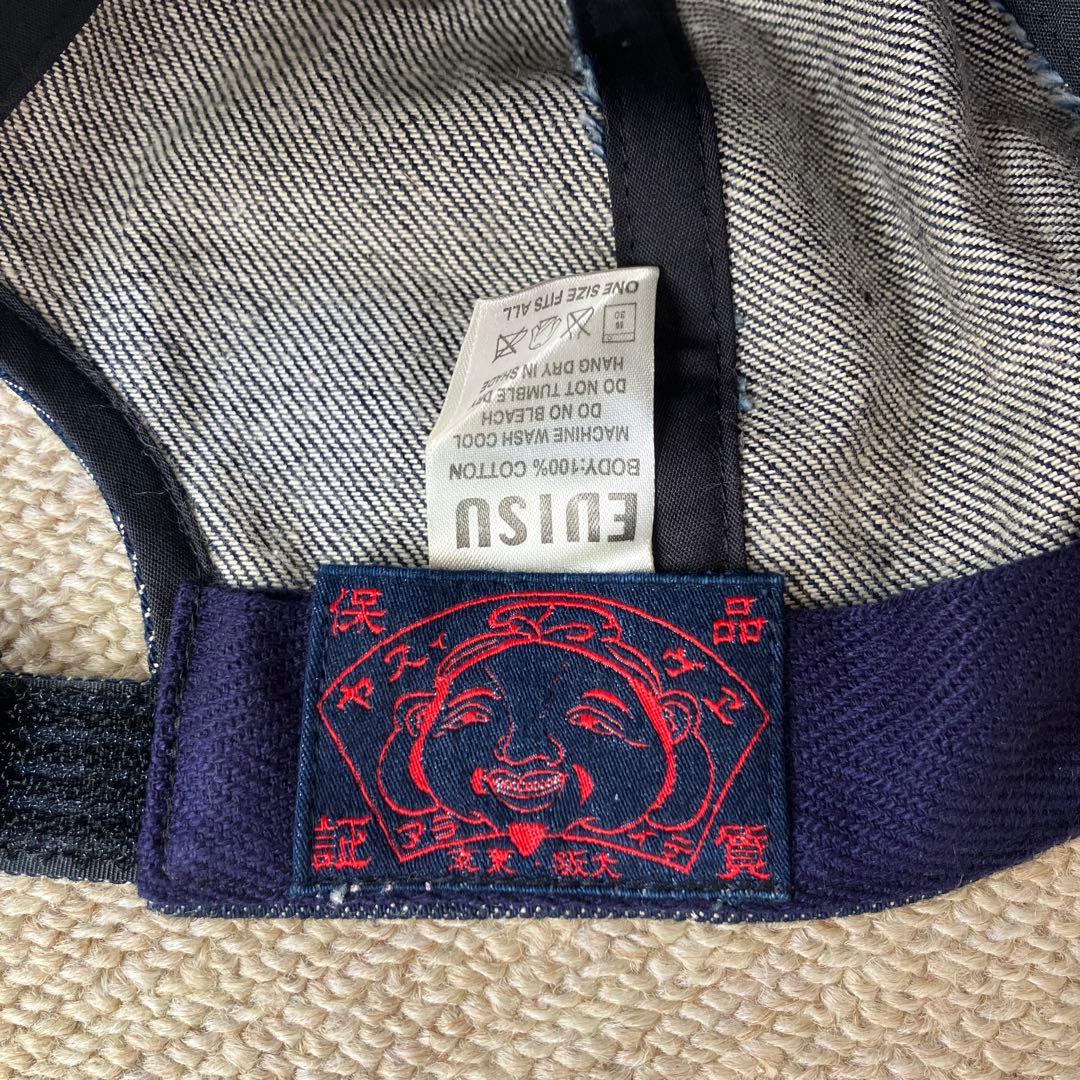 EVISU
BODY:100% COTTON
MACHINE WASH COOL
DO NO BLEACH
DO NOT TUMBLE
HANG DRY IN SHADE
30
ONE SIZE FITS ALL
品質
保証
大阪・東京